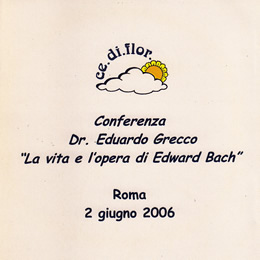 ce.di.flor.
Conferenza
Dr. Eduardo Grecco
"La vita e l'opera di Edward Bach"
Roma
2 giugno 2006